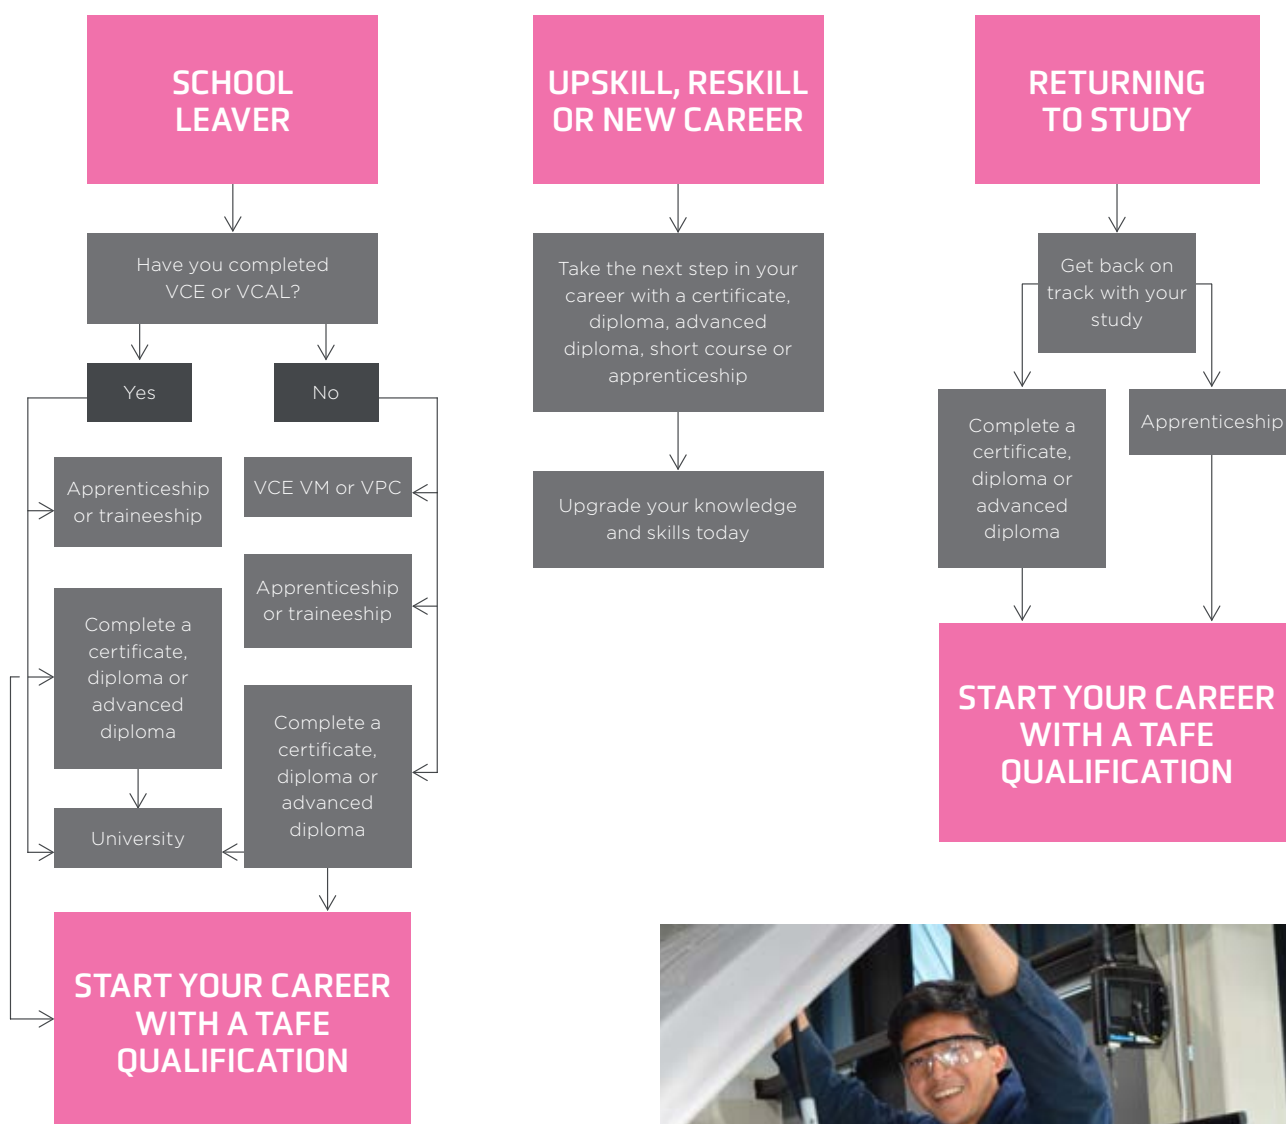 SCHOOL
LEAVER
Have you completed
VCE or VCAL?
Yes
No
Apprenticeship
or traineeship
Complete a
certificate,
diploma or
advanced
diploma
University
VCE VM or VPC
Apprenticeship
or traineeship
Complete a
certificate,
diploma or
advanced
diploma
START YOUR CAREER
WITH A TAFE
QUALIFICATION
UPSKILL, RESKILL
OR NEW CAREER
Take the next step in your
career with a certificate,
diploma, advanced
diploma, short course or
apprenticeship
Upgrade your knowledge
and skills today
RETURNING
TO STUDY
Get back on
track with your
study
Complete a
certificate,
diploma or
advanced
diploma
Apprenticeship
START YOUR CAREER
WITH A TAFE
QUALIFICATION